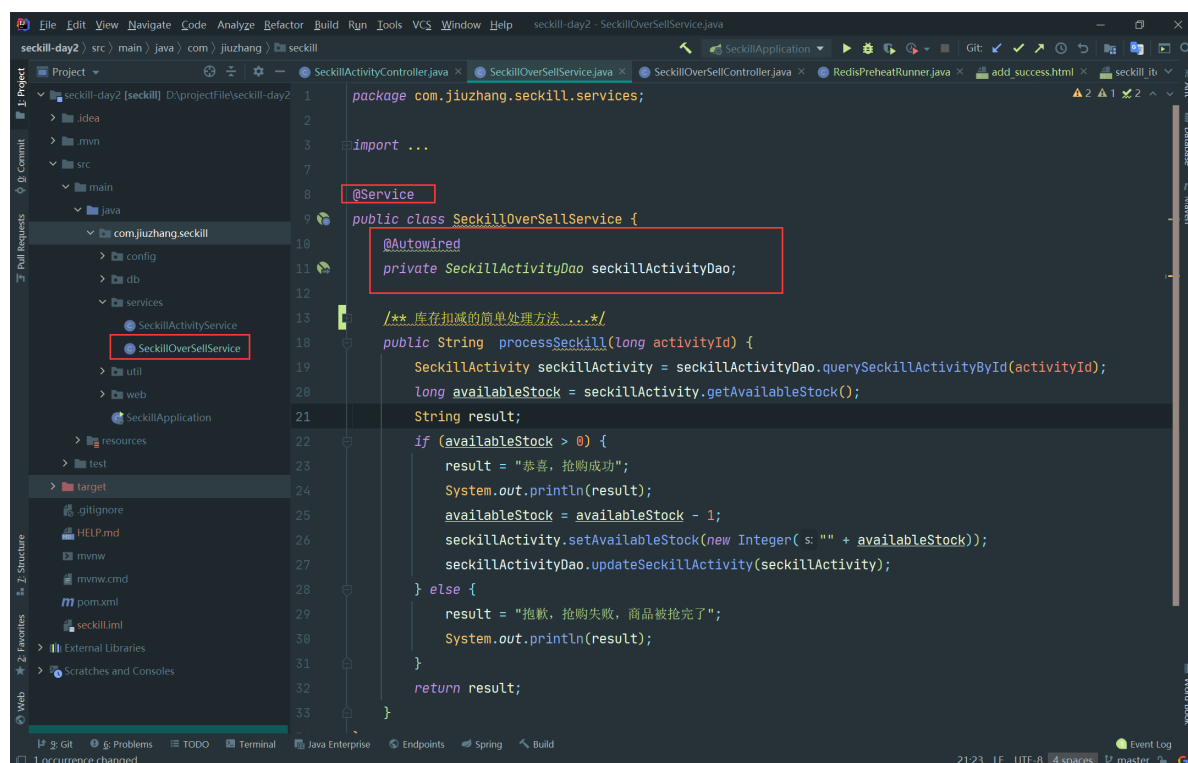 File Edit View Navigate Code Analyze Refactor Build Run Tools VCS Window Help seckill-day2 - SeckillOverSellService.java
seckill-day2 〉 src 〉 main 〉 java 〉 com 〉 jiuzhang 〉 seckill
SeckillApplication
Git:
Project
SeckillActivityController.java × SeckillOverSellService.java × SeckillOverSellController.java × RedisPreheatRunner.java × add_success.html × seckill_it
1: Project
Commit
Pull Requests
Z: Structure
2: Favorites
Web
seckill-day2 [seckill] D:\projectFile\seckill-day2
.idea
.mvn
src
main
java
com.jiuzhang.seckill
config
db
services
SeckillActivityService
SeckillOverSellService
util
web
SeckillApplication
resources
test
target
.gitignore
HELP.md
mvnw
mvnw.cmd
pom.xml
seckill.iml
External Libraries
Scratches and Consoles
2 1 2
1 package com.jiuzhang.seckill.services;
2
3 import ...
7
8 @Service
9 public class SeckillOverSellService {
10 @Autowired
11 private SeckillActivityDao seckillActivityDao;
12
13 /** 库存扣减的简单处理方法 ...*/
18 public String processSeckill(long activityId) {
19 SeckillActivity seckillActivity = seckillActivityDao.querySeckillActivityById(activityId);
20 long availableStock = seckillActivity.getAvailableStock();
21 String result;
22 if (availableStock > 0) {
23 result = "恭喜，抢购成功";
24 System.out.println(result);
25 availableStock = availableStock - 1;
26 seckillActivity.setAvailableStock(new Integer( s: "" + availableStock));
27 seckillActivityDao.updateSeckillActivity(seckillActivity);
28 } else {
29 result = "抱歉，抢购失败，商品被抢完了";
30 System.out.println(result);
31 }
32 return result;
33 }
Database
Maven
Word Book
9: Git 6: Problems TODO Terminal Java Enterprise Endpoints Spring Build Event Log
1 occurrence changed 21:23 LF UTF-8 4 spaces master